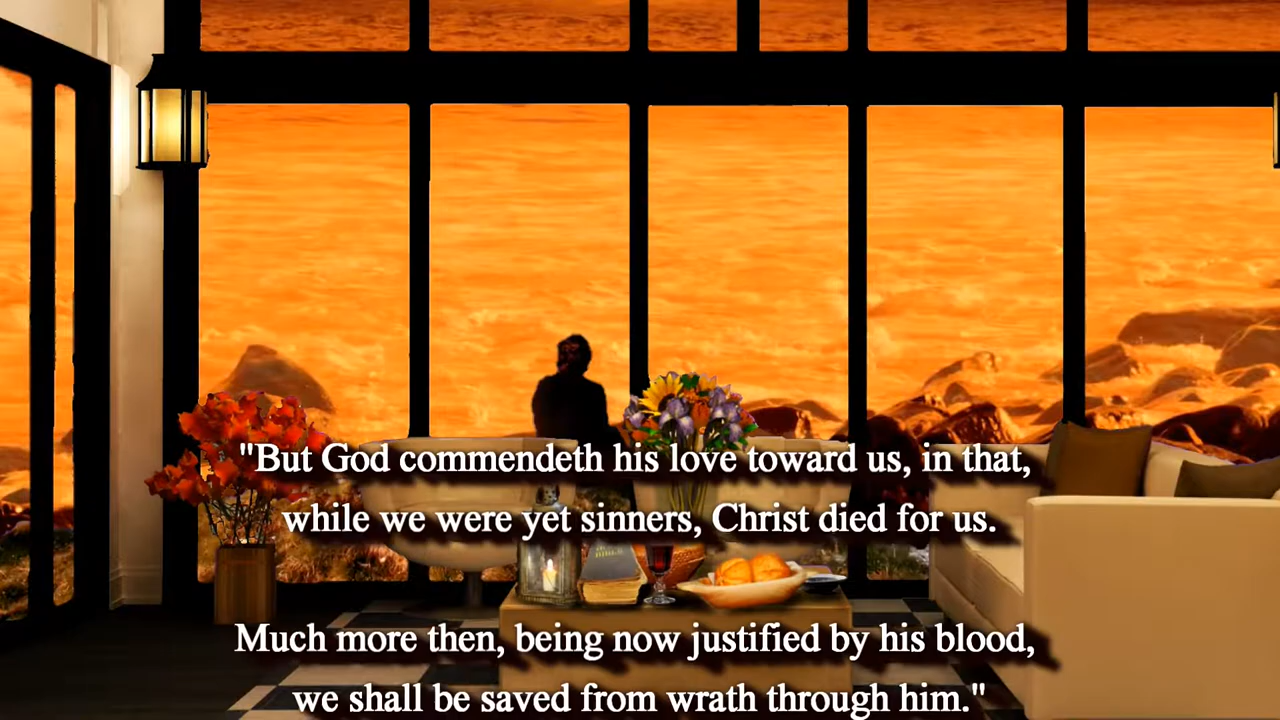 "But God commendeth his love toward us, in that,
while we were yet sinners, Christ died for us.
Much more then, being now justified by his blood,
we shall be saved from wrath through him."